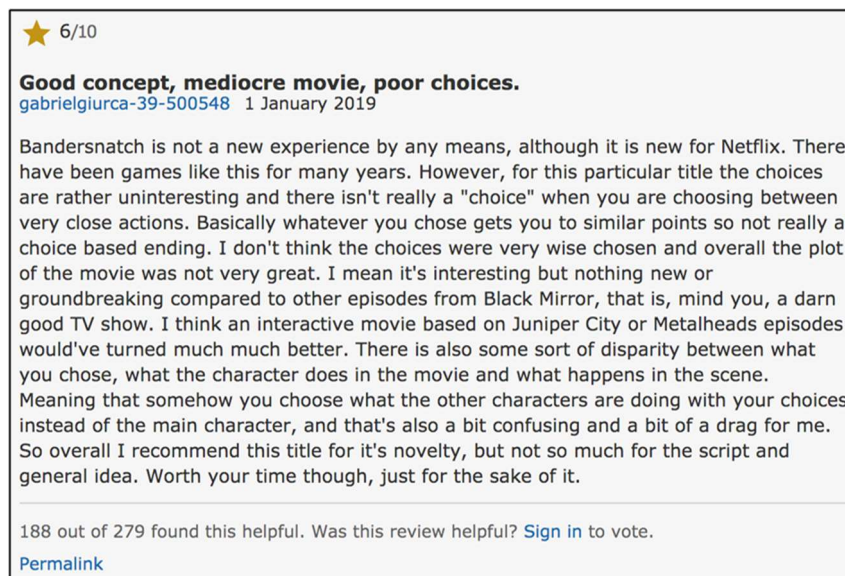 6/10
Good concept, mediocre movie, poor choices.
gabrielgiurca-39-500548 1 January 2019
Bandersnatch is not a new experience by any means, although it is new for Netflix. There
have been games like this for many years. However, for this particular title the choices
are rather uninteresting and there isn't really a "choice" when you are choosing between
very close actions. Basically whatever you chose gets you to similar points so not really a
choice based ending. I don't think the choices were very wise chosen and overall the plot
of the movie was not very great. I mean it's interesting but nothing new or
groundbreaking compared to other episodes from Black Mirror, that is, mind you, a darn
good TV show. I think an interactive movie based on Juniper City or Metalheads episodes
would've turned much much better. There is also some sort of disparity between what
you chose, what the character does in the movie and what happens in the scene.
Meaning that somehow you choose what the other characters are doing with your choices
instead of the main character, and that's also a bit confusing and a bit of a drag for me.
So overall I recommend this title for it's novelty, but not so much for the script and
general idea. Worth your time though, just for the sake of it.
188 out of 279 found this helpful. Was this review helpful? Sign in to vote.
Permalink